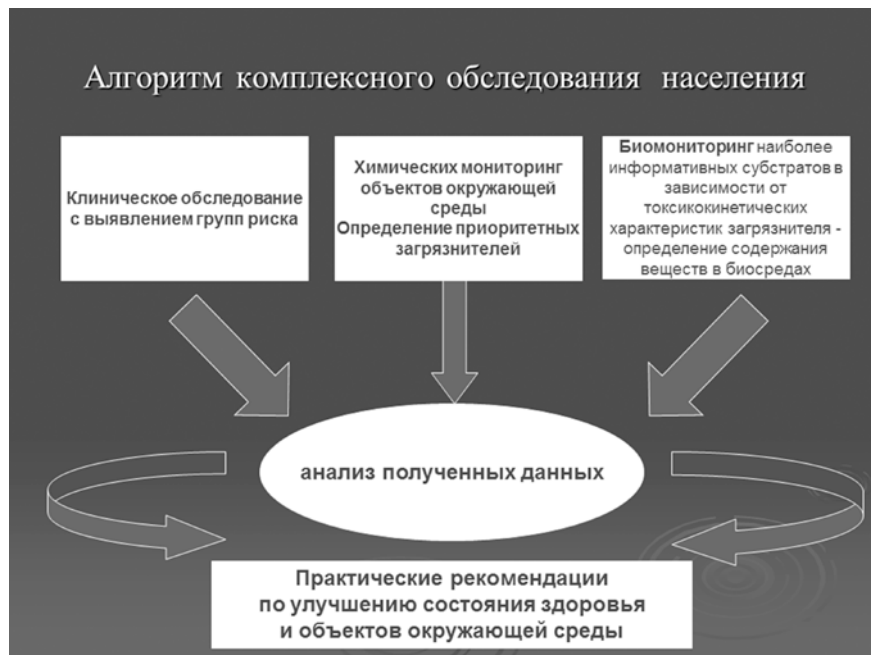 Алгоритм комплексного обследования населения
Клиническое обследование
с выявлением групп риска
Химических мониторинг
объектов окружающей
среды
Определение приоритетных
загрязнителей
Биомониторинг наиболее
информативных субстратов в
зависимости от
токсикокинетических
характеристик загрязнителя -
определение содержания
веществ в биосредах
анализ полученных данных
Практические рекомендации
по улучшению состояния здоровья
и объектов окружающей среды